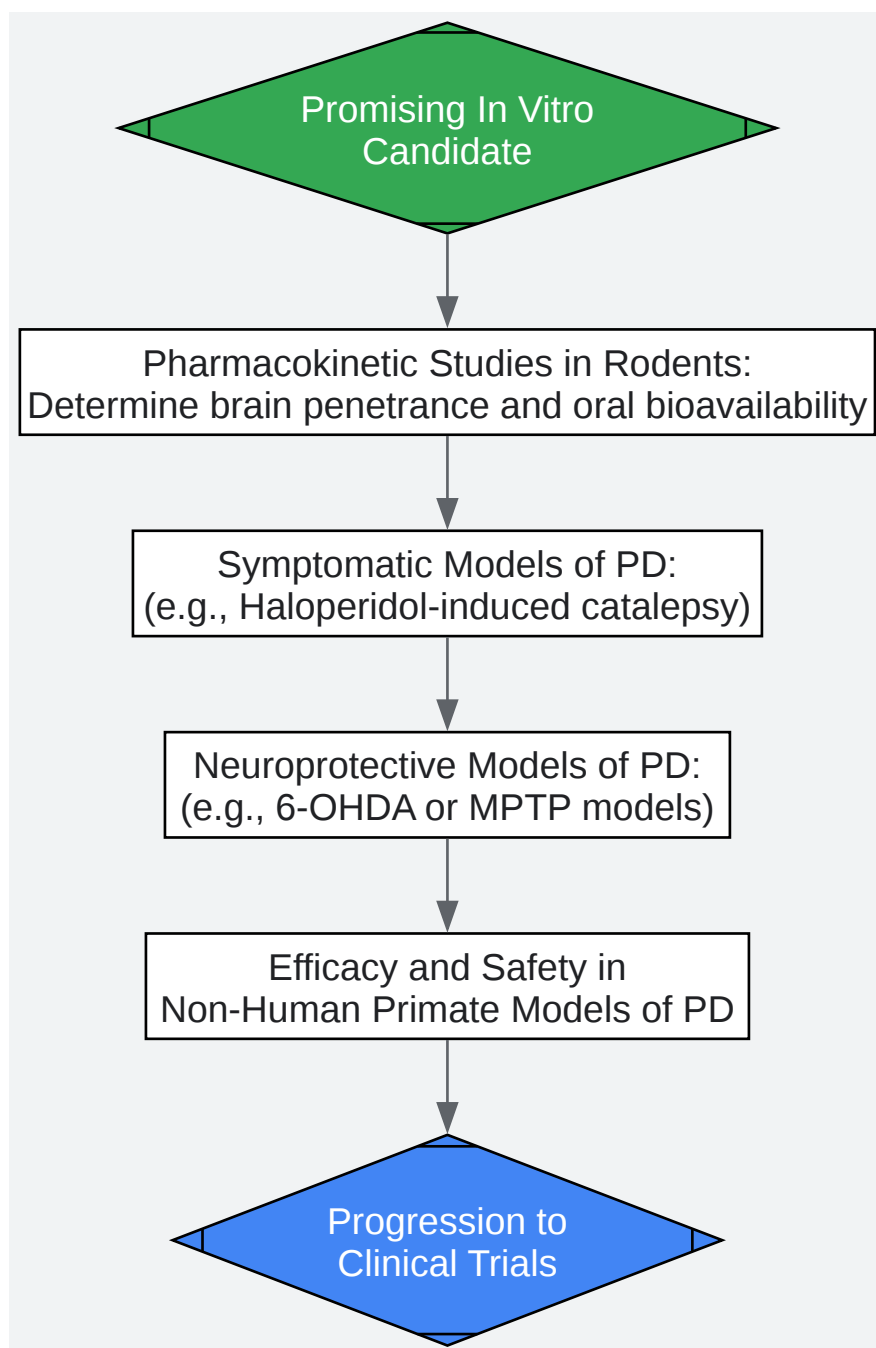 Promising In Vitro
Candidate
Pharmacokinetic Studies in Rodents:
Determine brain penetrance and oral bioavailability
Symptomatic Models of PD:
(e.g., Haloperidol-induced catalepsy)
Neuroprotective Models of PD:
(e.g., 6-OHDA or MPTP models)
Efficacy and Safety in
Non-Human Primate Models of PD
Progression to
Clinical Trials